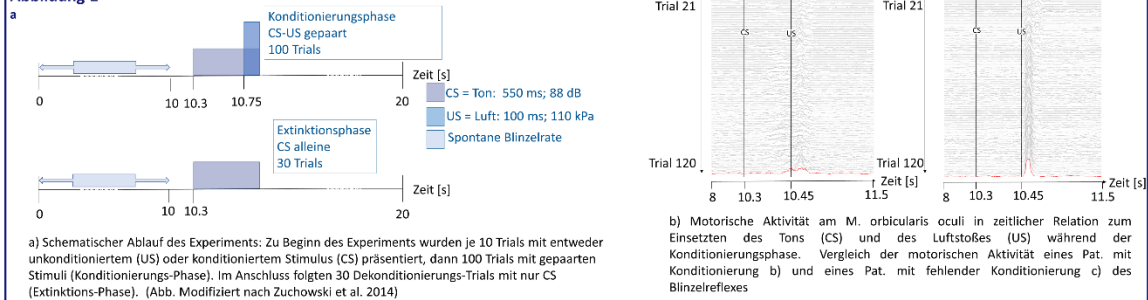 a
Konditionierungsphase
CS-US gepaart
100 Trials
Zeit [s]
0
10
10.3
10.75
20
CS = Ton: 550 ms; 88 dB
US = Luft: 100 ms; 110 kPa
Spontane Blinzelrate
Extinktionsphase
CS alleine
30 Trials
Zeit [s]
0
10
10.3
20
a) Schematischer Ablauf des Experiments: Zu Beginn des Experiments wurden je 10 Trials mit entweder
unkonditioniertem (US) oder konditioniertem Stimulus (CS) präsentiert, dann 100 Trials mit gepaarten
Stimuli (Konditionierungs-Phase). Im Anschluss folgten 30 Dekonditionierungs-Trials mit nur CS
(Extinktions-Phase). (Abb. Modifiziert nach Zuchowski et al. 2014)
Trial 21
CS
US
Trial 120
Zeit [s]
8
10.3
10.45
11.5
Trial 21
CS
US
Trial 120
Zeit [s]
8
10.3
10.45
11.5
b) Motorische Aktivität am M. orbicularis oculi in zeitlicher Relation zum
Einsetzten des Tons (CS) und des Luftstoßes (US) während der
Konditionierungsphase. Vergleich der motorischen Aktivität eines Pat. mit
Konditionierung b) und eines Pat. mit fehlender Konditionierung c) des
Blinzelreflexes